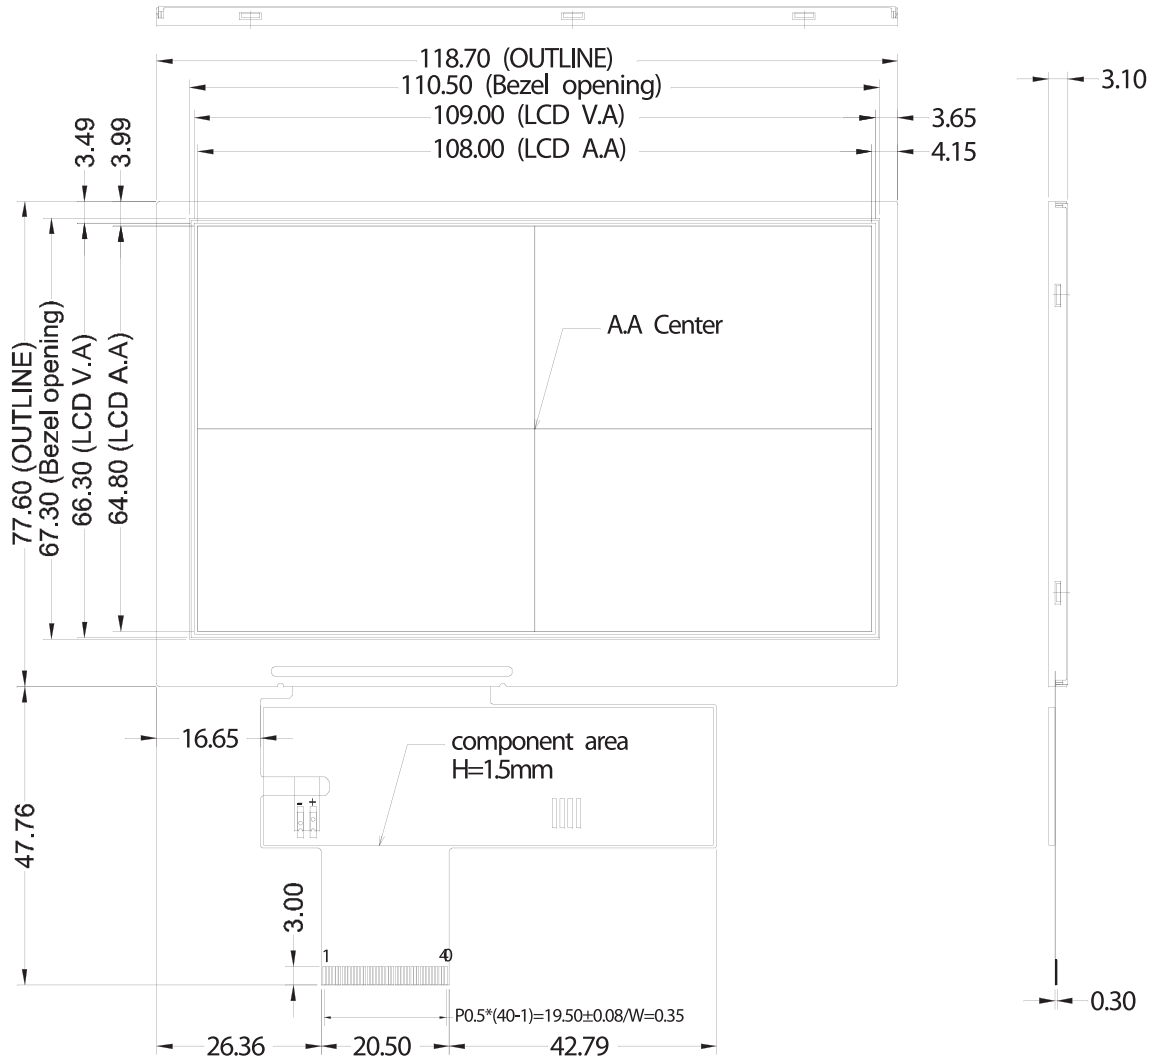 118.70 (OUTLINE)
110.50 (Bezel opening)
109.00 (LCD V.A)
108.00 (LCD A.A)
3.65
4.15
3.10
3.49
3.99
77.60 (OUTLINE)
67.30 (Bezel opening)
66.30 (LCD V.A)
64.80 (LCD A.A)
A.A Center
16.65
component area
H=1.5mm
- +
47.76
3.00
1
40
P0.5*(40-1)=19.50±0.08/W=0.35
0.30
26.36
20.50
42.79